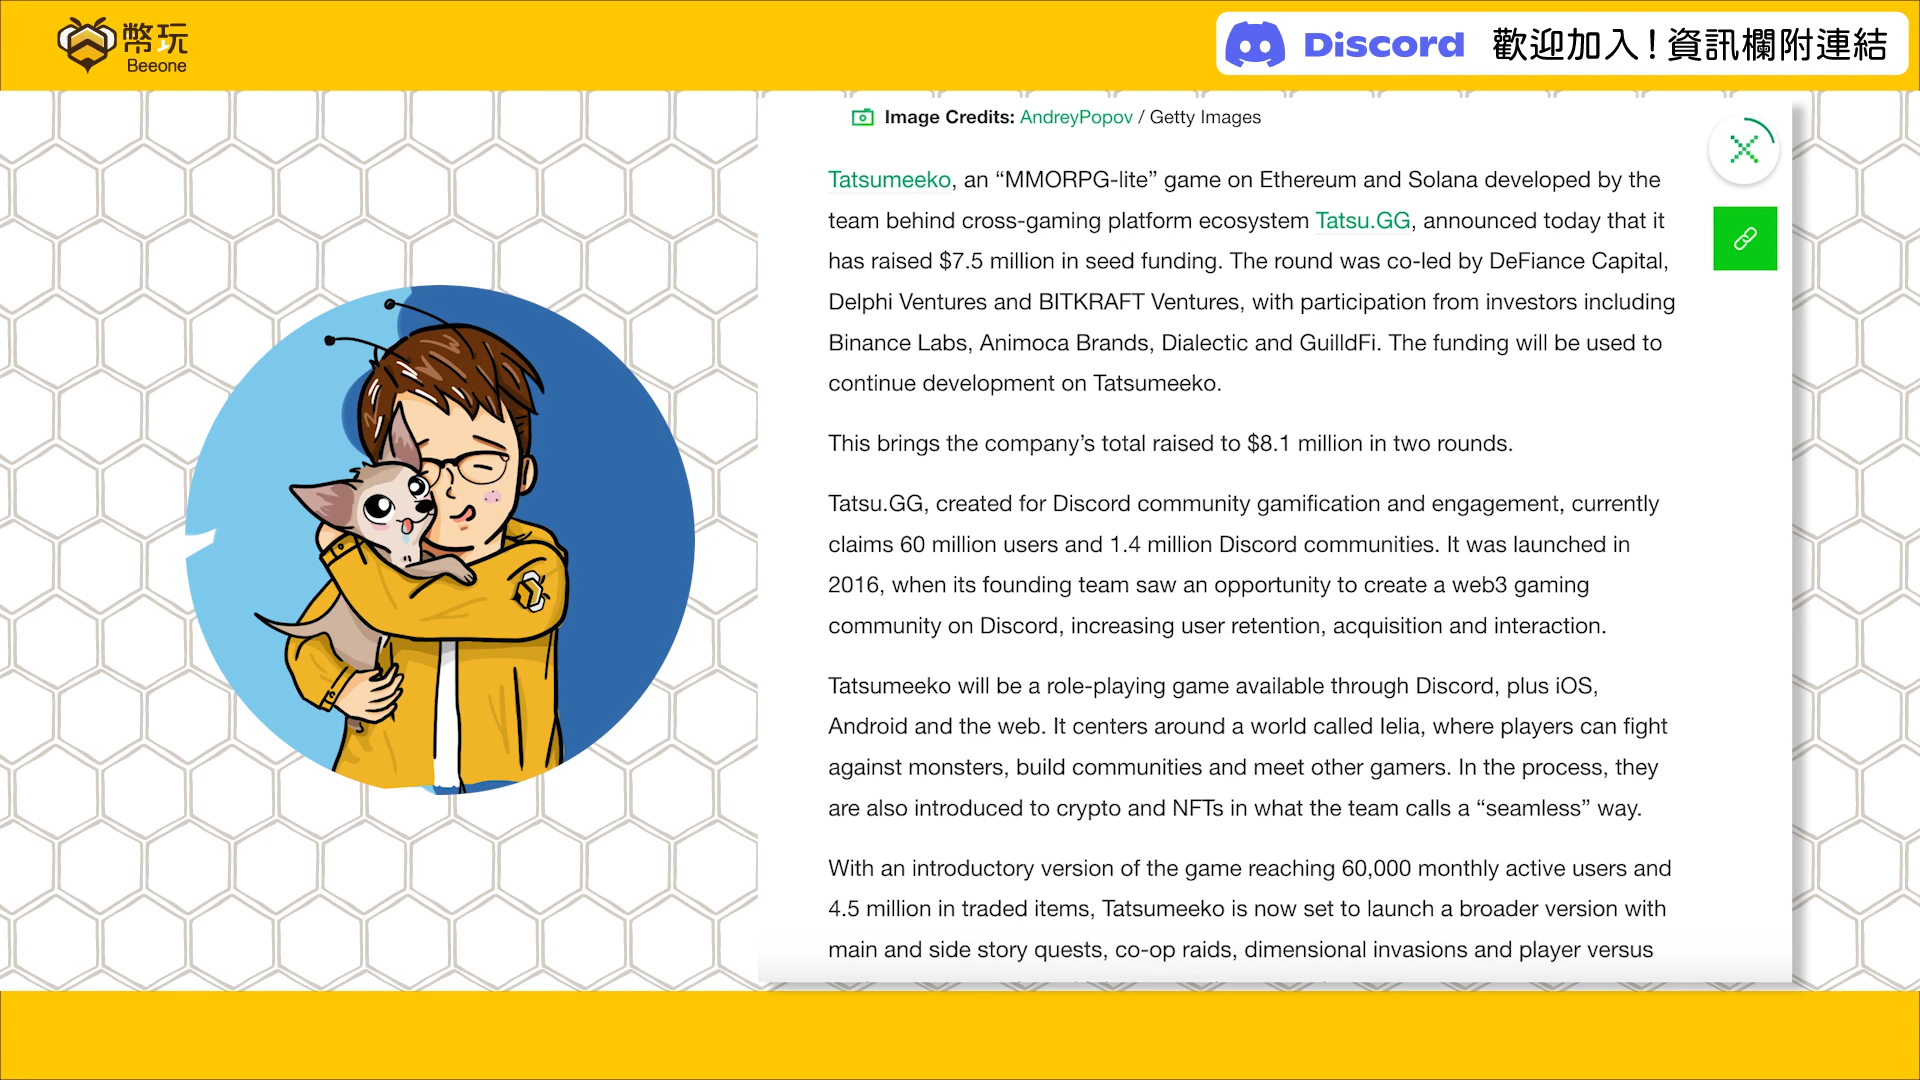 幣玩
Beeone
Discord 歡迎加入！資訊欄附連結
Image Credits: AndreyPopov / Getty Images
Tatsumeeko, an “MMORPG-lite” game on Ethereum and Solana developed by the
team behind cross-gaming platform ecosystem Tatsu.GG, announced today that it
has raised $7.5 million in seed funding. The round was co-led by DeFiance Capital,
Delphi Ventures and BITKRAFT Ventures, with participation from investors including
Binance Labs, Animoca Brands, Dialectic and GuilldFi. The funding will be used to
continue development on Tatsumeeko.
This brings the company’s total raised to $8.1 million in two rounds.
Tatsu.GG, created for Discord community gamification and engagement, currently
claims 60 million users and 1.4 million Discord communities. It was launched in
2016, when its founding team saw an opportunity to create a web3 gaming
community on Discord, increasing user retention, acquisition and interaction.
Tatsumeeko will be a role-playing game available through Discord, plus iOS,
Android and the web. It centers around a world called Ielia, where players can fight
against monsters, build communities and meet other gamers. In the process, they
are also introduced to crypto and NFTs in what the team calls a “seamless” way.
With an introductory version of the game reaching 60,000 monthly active users and
4.5 million in traded items, Tatsumeeko is now set to launch a broader version with
main and side story quests, co-op raids, dimensional invasions and player versus